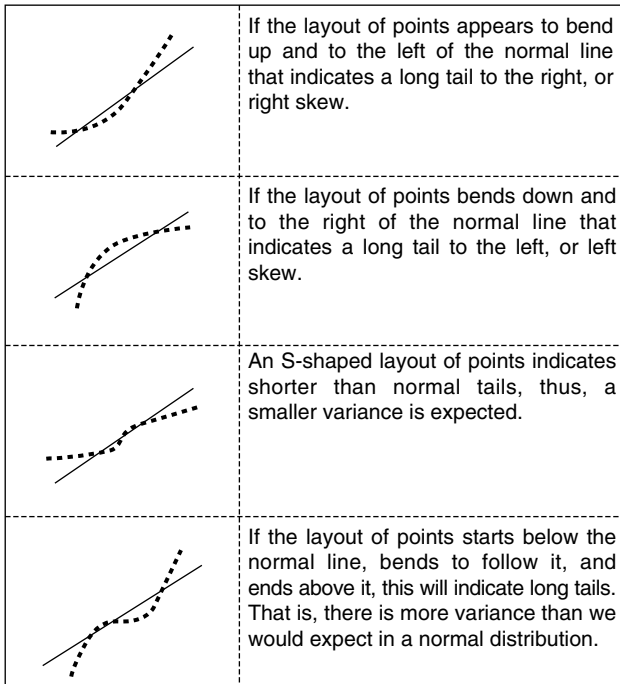 If the layout of points appears to bend
up and to the left of the normal line
that indicates a long tail to the right, or
right skew.
If the layout of points bends down and
to the right of the normal line that
indicates a long tail to the left, or left
skew.
An S-shaped layout of points indicates
shorter than normal tails, thus, a
smaller variance is expected.
If the layout of points starts below the
normal line, bends to follow it, and
ends above it, this will indicate long tails.
That is, there is more variance than we
would expect in a normal distribution.